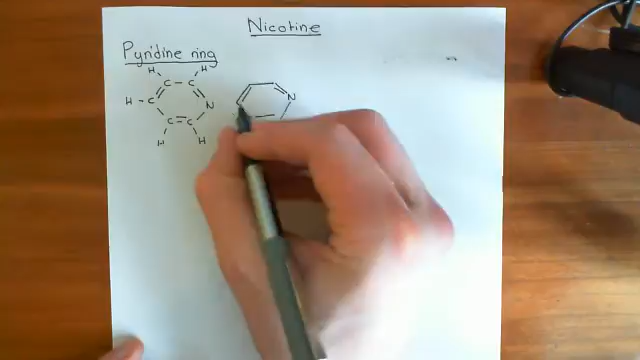 Nicotine
Pyridine ring
H H
C - C
H - C N N
C = C
H H